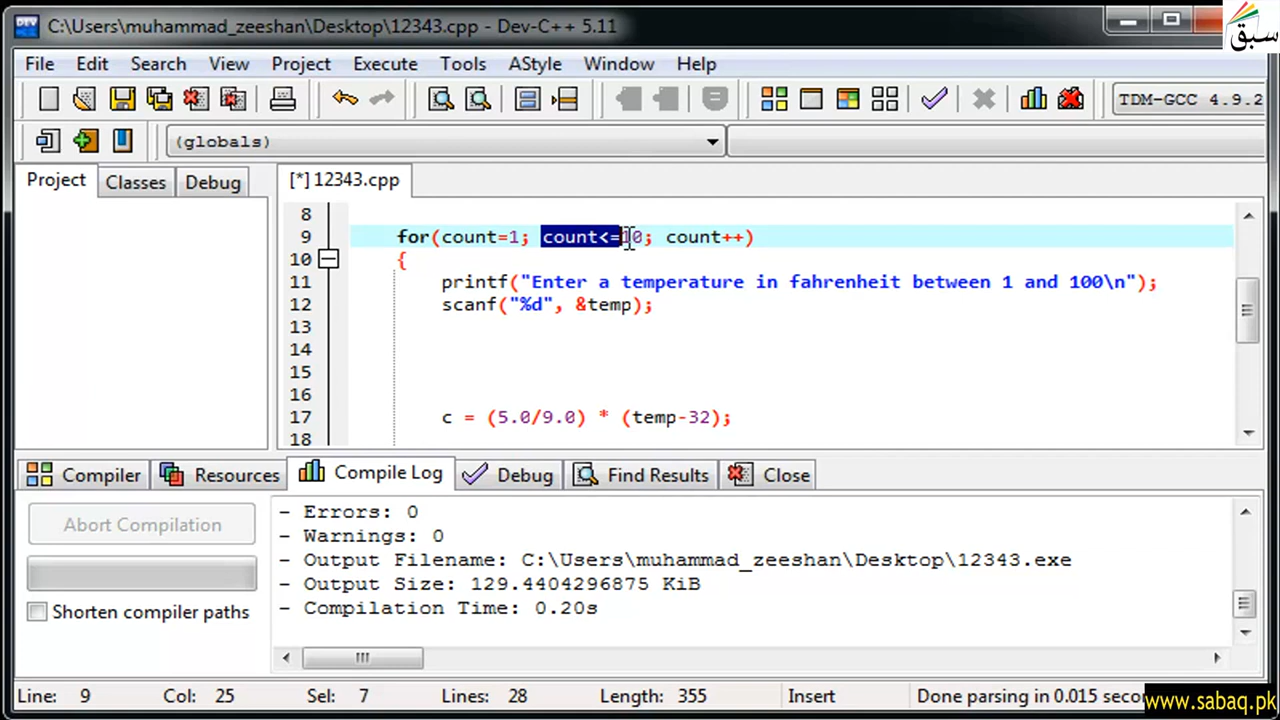 C:\Users\muhammad_zeeshan\Desktop\12343.cpp - Dev-C++ 5.11
سبق
File Edit Search View Project Execute Tools AStyle Window Help
TDM-GCC 4.9.2
(globals)
Project Classes Debug
[*] 12343.cpp
8
9 for(count=1; count<=10; count++)
10 {
11 printf("Enter a temperature in fahrenheit between 1 and 100\n");
12 scanf("%d", &temp);
13
14
15
16
17 c = (5.0/9.0) * (temp-32);
18
Compiler Resources Compile Log Debug Find Results Close
Abort Compilation
Shorten compiler paths
- Errors: 0
- Warnings: 0
- Output Filename: C:\Users\muhammad_zeeshan\Desktop\12343.exe
- Output Size: 129.4404296875 KiB
- Compilation Time: 0.20s
Line: 9 Col: 25 Sel: 7 Lines: 28 Length: 355 Insert Done parsing in 0.015 secon
www.sabaq.pk